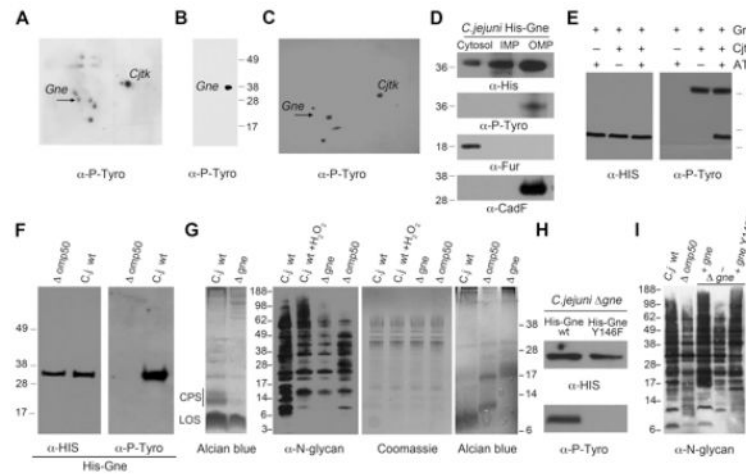 A
Gne
Cjtk
α-P-Tyro
B
Gne
49
38
28
17
α-P-Tyro
C
Gne
Cjtk
α-P-Tyro
D
C.jejuni His-Gne
Cytosol IMP OMP
36
α-His
α-P-Tyro
36
18
α-Fur
36
28
α-CadF
E
+ + + + + +
− + + − + +
+ − + + − +
α-HIS
α-P-Tyro
F
Δ omp50
C.j wt
Δ omp50
C.j wt
49
38
28
17
α-HIS
α-P-Tyro
His-Gne
G
C.j wt
Δ gne
CPS
LOS
Alcian blue
C.j wt
C.j wt +H2O2
Δ gne
Δ omp50
188
98
62
49
38
28
17
14
6
3
α-N-glycan
C.j wt
C.j wt +H2O2
Δ gne
Δ omp50
Coomassie
C.j wt
Δ omp50
Δ gne
38
28
17
14
6
Alcian blue
H
C.jejuni Δgne
His-Gne wt
His-Gne Y146F
36
α-HIS
α-P-Tyro
I
C.j wt
Δ omp50
+ gne
−
+ gne
Δ gne
188
98
62
49
38
28
17
14
6
α-N-glycan